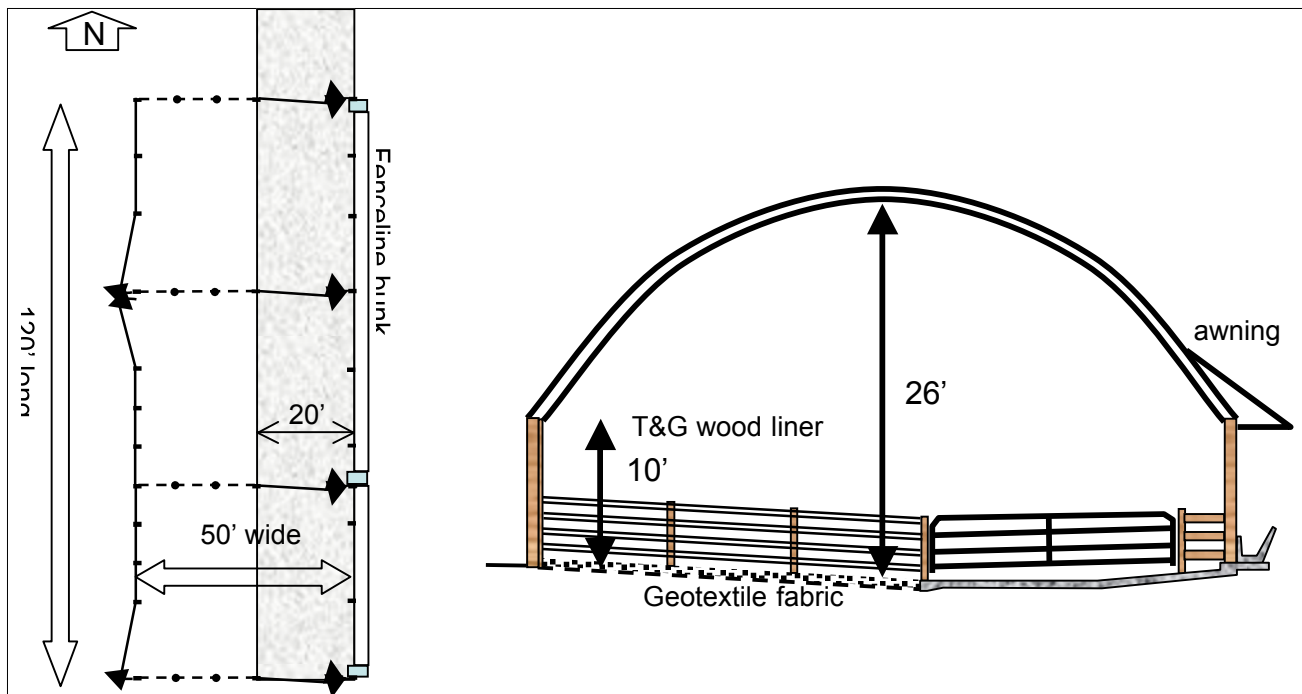 N
Fenceline bunk
120' long
20'
50' wide
awning
26'
T&G wood liner
10'
Geotextile fabric